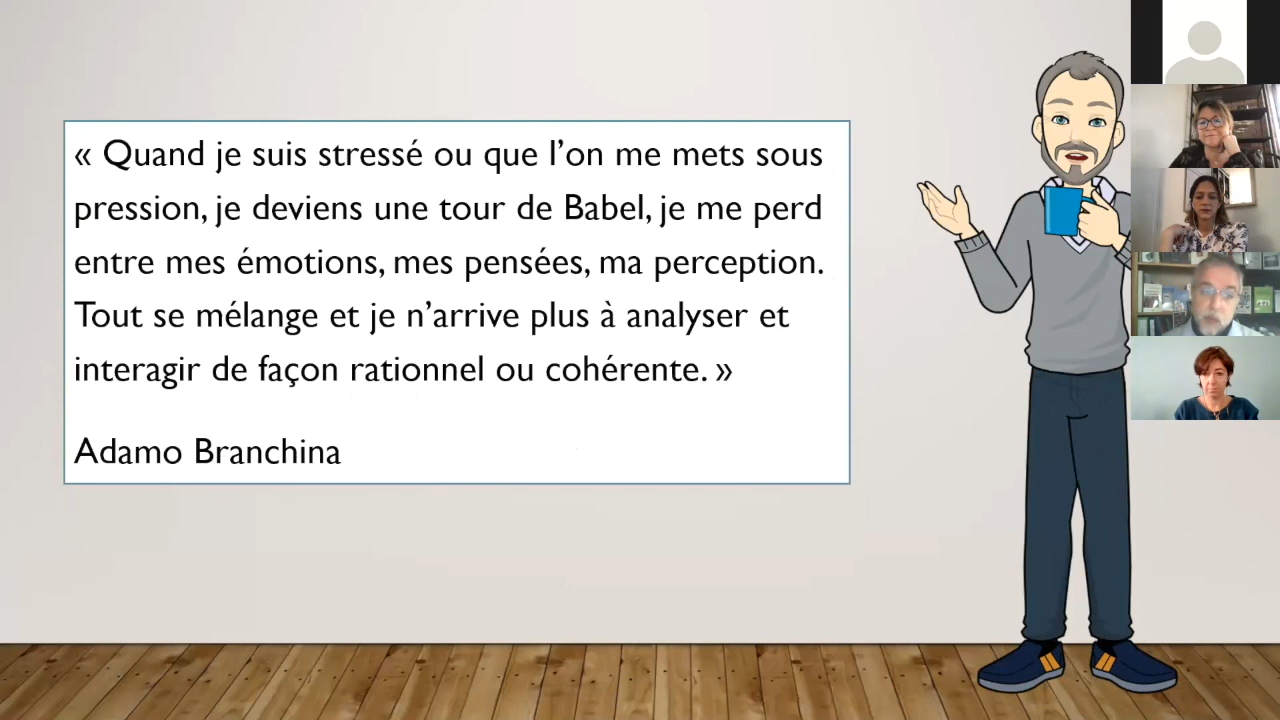 « Quand je suis stressé ou que l’on me mets sous
pression, je deviens une tour de Babel, je me perd
entre mes émotions, mes pensées, ma perception.
Tout se mélange et je n’arrive plus à analyser et
interagir de façon rationnel ou cohérente. »
Adamo Branchina